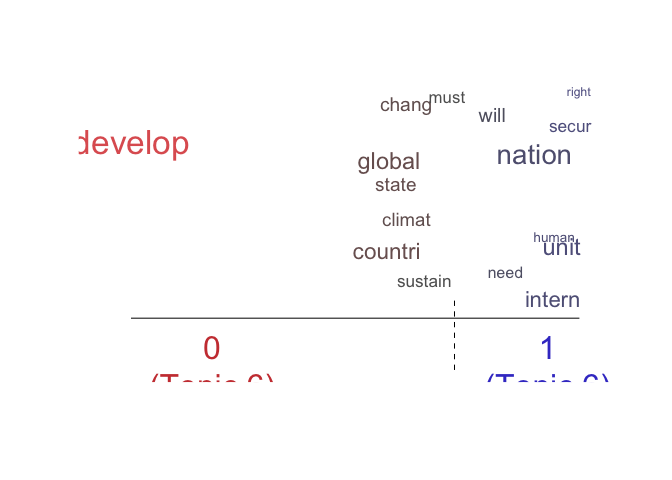 right
must
chang
will
secur
develop
nation
global
state
climat
human
unit
countri
need
sustain
intern
0
1
(Topic 6)
(Topic 6)